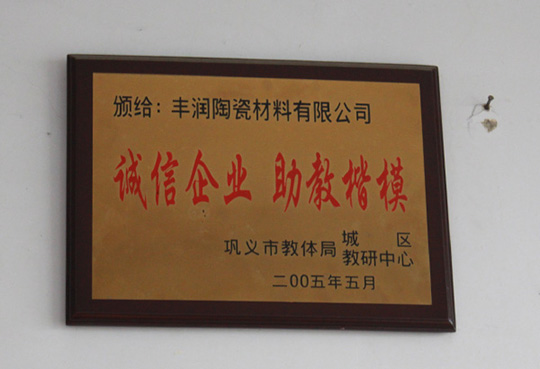 颁给：丰润陶瓷材料有限公司
诚信企业 助教楷模
巩义市教体局 城区
教研中心
二00五年五月